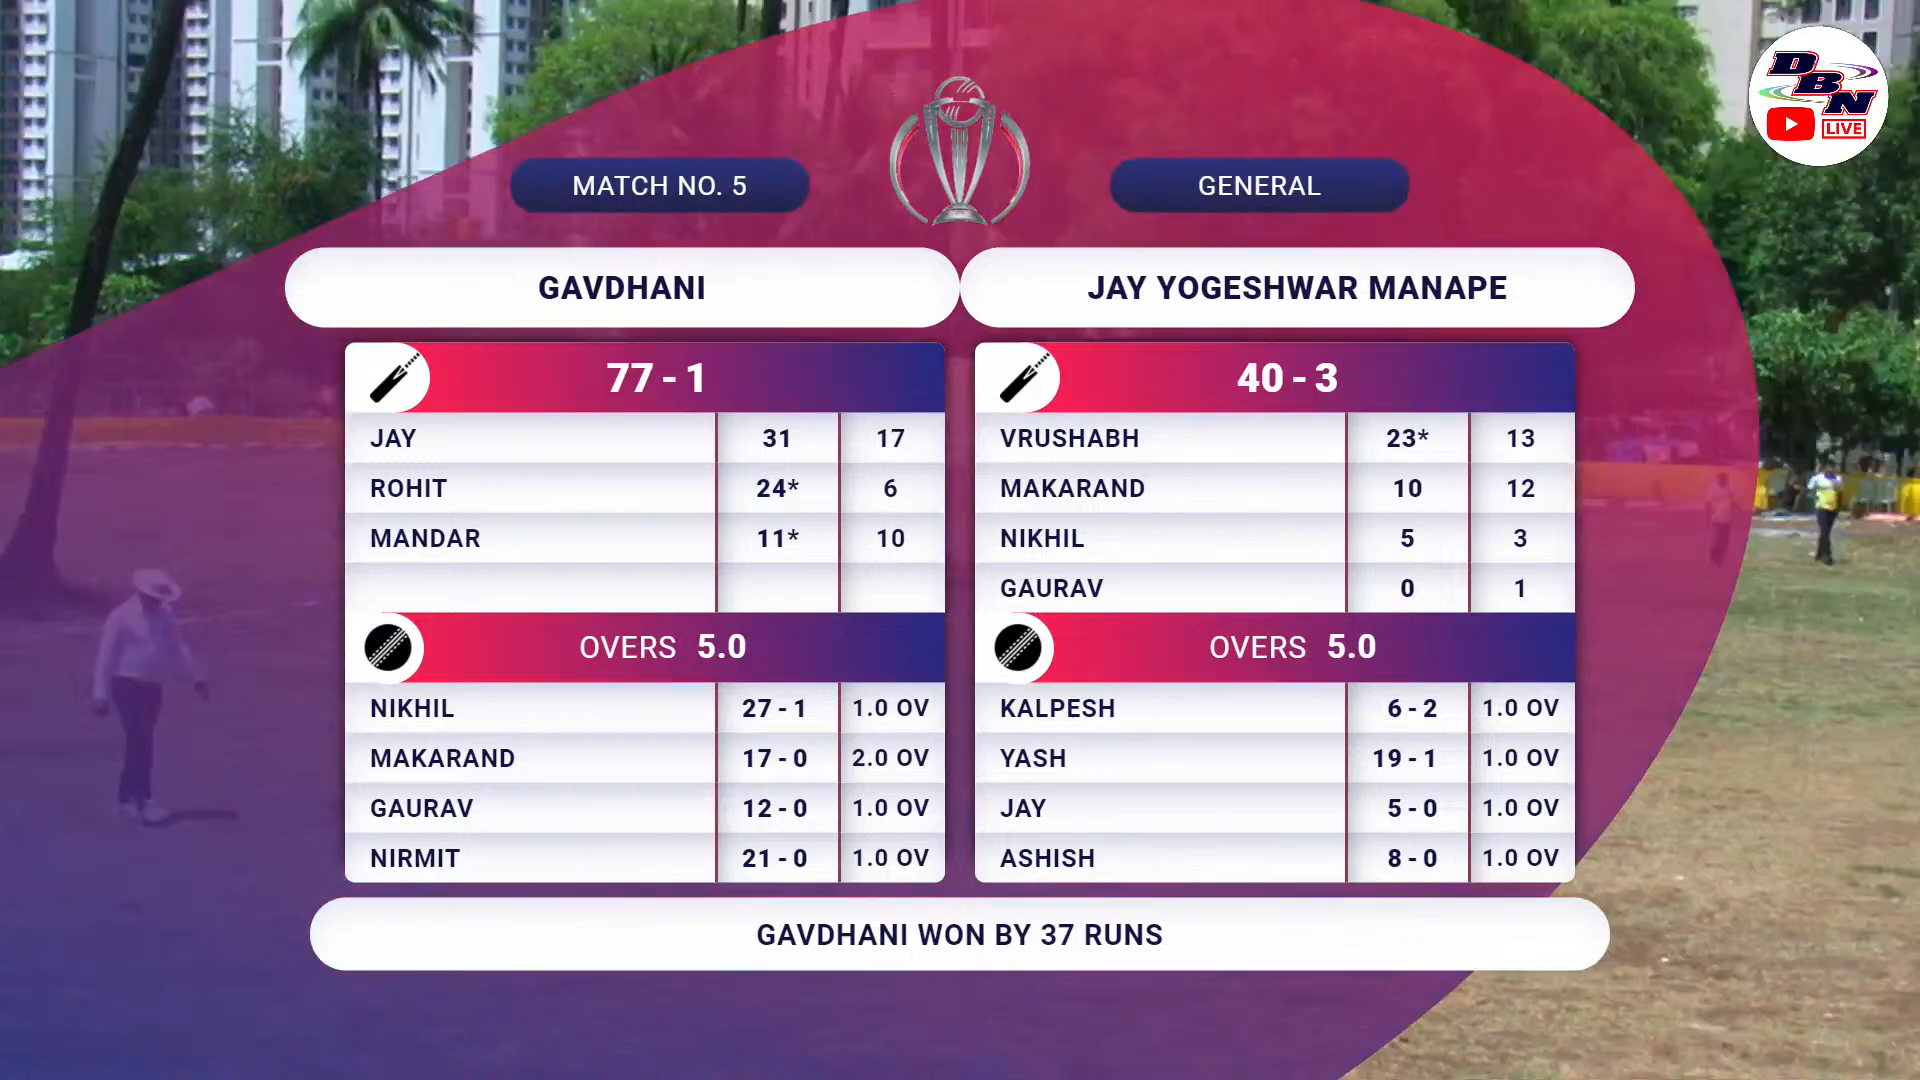 DBN
LIVE
MATCH NO. 5
GENERAL
GAVDHANI
JAY YOGESHWAR MANAPE
77 - 1
JAY 31 17
ROHIT 24* 6
MANDAR 11* 10
OVERS 5.0
NIKHIL 27 - 1 1.0 OV
MAKARAND 17 - 0 2.0 OV
GAURAV 12 - 0 1.0 OV
NIRMIT 21 - 0 1.0 OV
40 - 3
VRUSHABH 23* 13
MAKARAND 10 12
NIKHIL 5 3
GAURAV 0 1
OVERS 5.0
KALPESH 6 - 2 1.0 OV
YASH 19 - 1 1.0 OV
JAY 5 - 0 1.0 OV
ASHISH 8 - 0 1.0 OV
GAVDHANI WON BY 37 RUNS